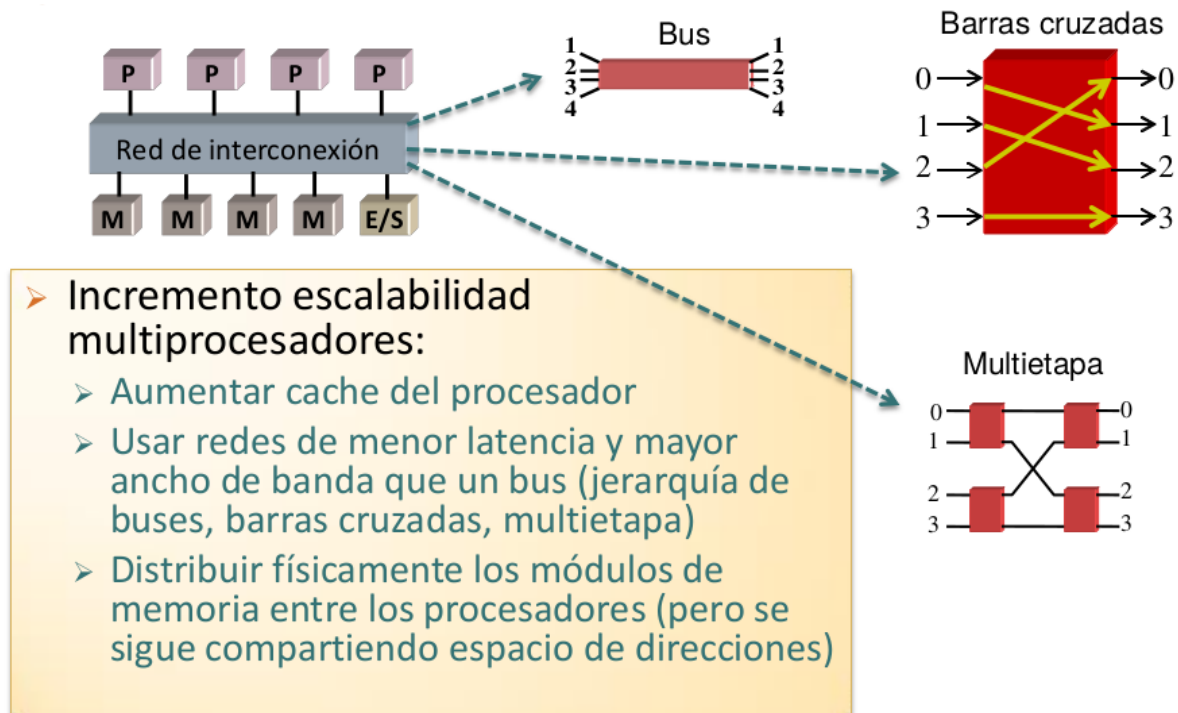 P P P P
Red de interconexión
M M M M E/S
Bus
1 1
2 2
3 3
4 4
Barras cruzadas
0 0
1 1
2 2
3 3
➢ Incremento escalabilidad
multiprocesadores:
➢ Aumentar cache del procesador
➢ Usar redes de menor latencia y mayor
ancho de banda que un bus (jerarquía de
buses, barras cruzadas, multietapa)
➢ Distribuir físicamente los módulos de
memoria entre los procesadores (pero se
sigue compartiendo espacio de direcciones)
Multietapa
0 0
1 1
2 2
3 3